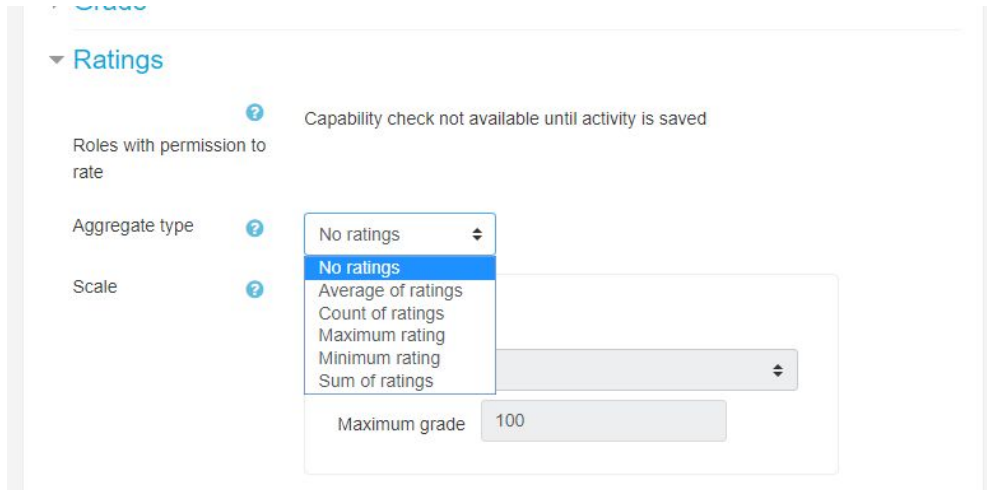 Ratings
Capability check not available until activity is saved
Roles with permission to
rate
Aggregate type
No ratings
No ratings
Scale
Average of ratings
Count of ratings
Maximum rating
Minimum rating
Sum of ratings
Maximum grade
100